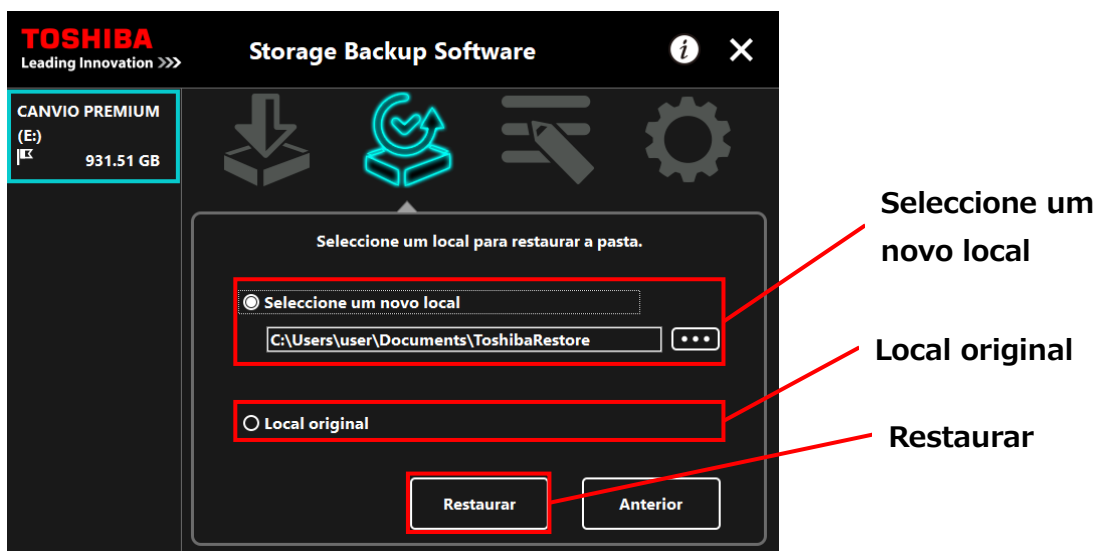 TOSHIBA
Leading Innovation >>>
Storage Backup Software
i
CANVIO PREMIUM
(E:)
931.51 GB
Seleccione um local para restaurar a pasta.
Seleccione um novo local
C:\Users\user\Documents\ToshibaRestore
Local original
Restaurar
Anterior
Seleccione um
novo local
Local original
Restaurar